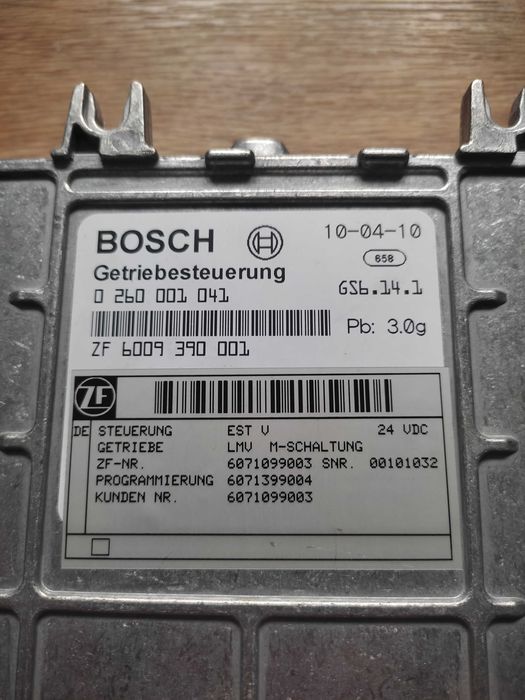 BOSCH 10-04-10
658
Getriebesteuerung
0 260 001 041 GS6.14.1
Pb: 3.0g
ZF 6009 390 001
ZF
DE STEUERUNG EST V 24 VDC
GETRIEBE LMV M-SCHALTUNG
ZF-NR. 6071099003 SNR. 00101032
PROGRAMMIERUNG 6071399004
KUNDEN NR. 6071099003